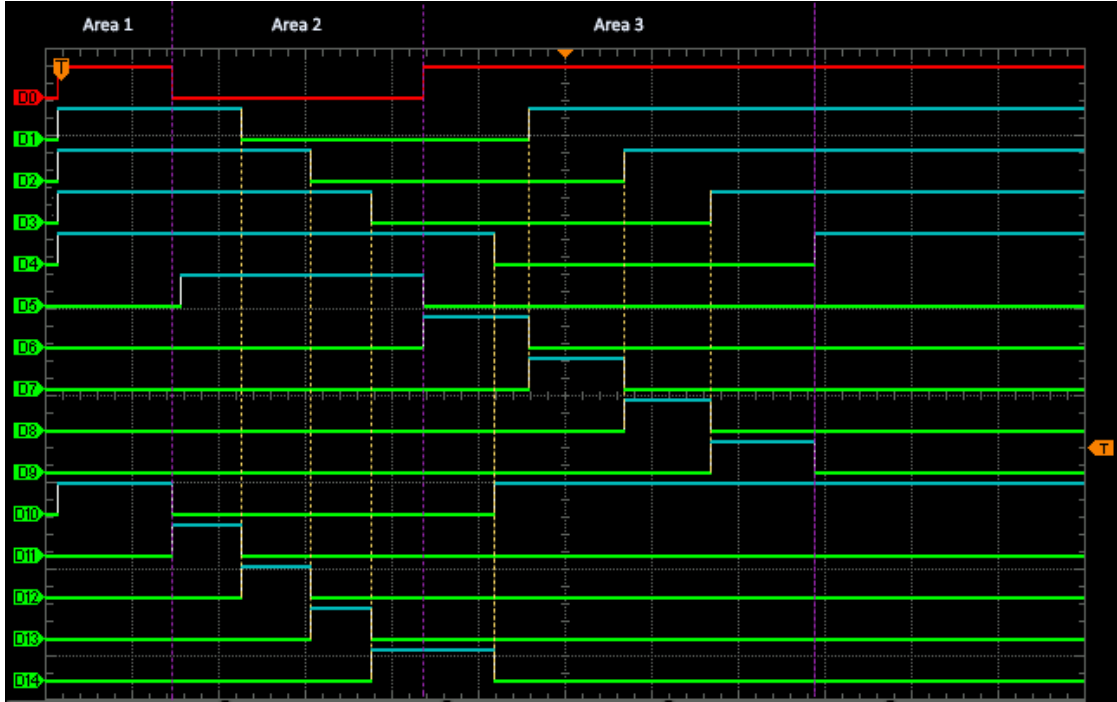 Area 1 Area 2 Area 3
T
D0
D1
D2
D3
D4
D5
D6
D7
D8
T
D9
D10
D11
D12
D13
D14